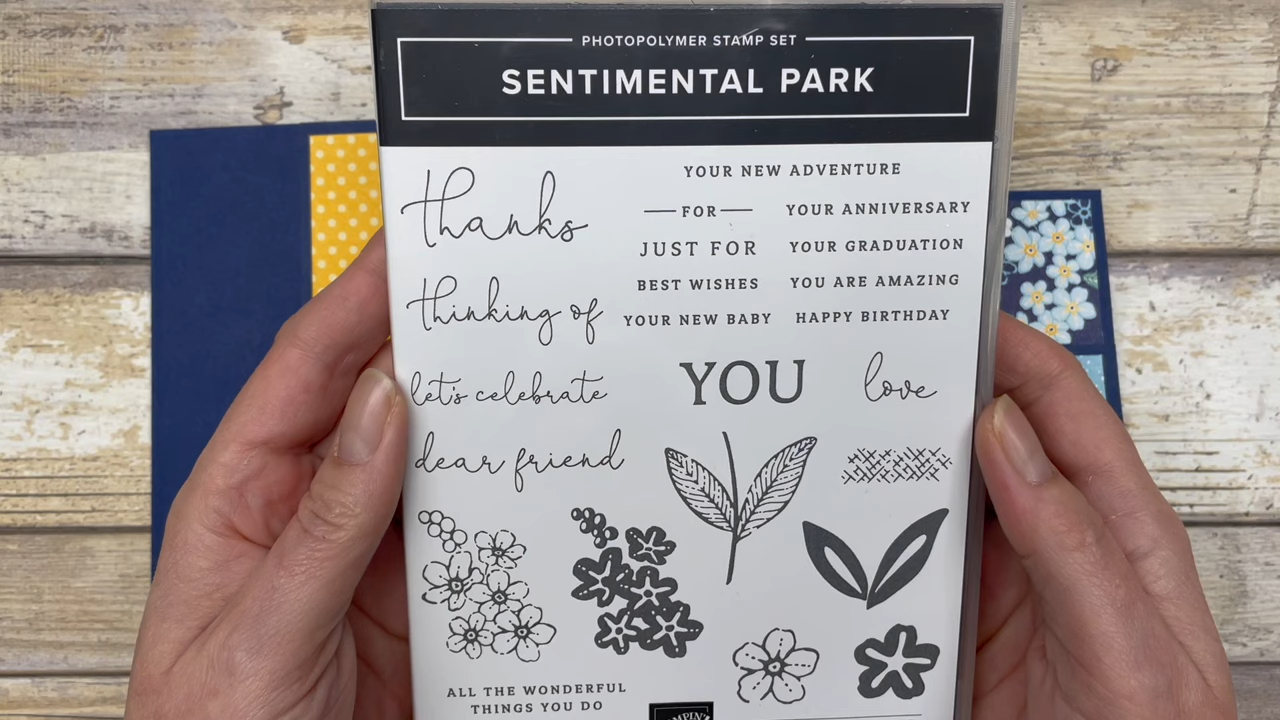 PHOTOPOLYMER STAMP SET
SENTIMENTAL PARK
thanks
YOUR NEW ADVENTURE
FOR
YOUR ANNIVERSARY
JUST FOR
YOUR GRADUATION
thinking of
BEST WISHES
YOU ARE AMAZING
YOUR NEW BABY
HAPPY BIRTHDAY
let's celebrate
YOU
love
dear friend
ALL THE WONDERFUL
THINGS YOU DO